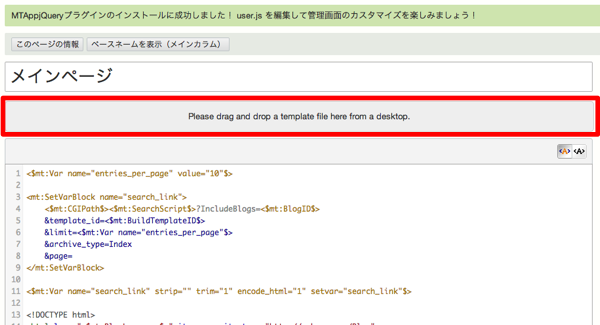 MTAppjQueryプラグインのインストールに成功しました！ user.js を編集して管理画面のカスタマイズを楽しみましょう！
このページの情報 ベースネームを表示（メインカラム）
メインページ
Please drag and drop a template file here from a desktop.
<A> <A>
1 <$mt:Var name="entries_per_page" value="10"$>
2
3 <mt:SetVarBlock name="search_link">
4 <$mt:CGIPath$><$mt:SearchScript$>?IncludeBlogs=<$mt:BlogID$>
5 &template_id=<$mt:BuildTemplateID$>
6 &limit=<$mt:Var name="entries_per_page"$>
7 &archive_type=Index
8 &page=
9 </mt:SetVarBlock>
10
11 <$mt:Var name="search_link" strip="" trim="1" encode_html="1" setvar="search_link"$>
12
13 <!DOCTYPE html>